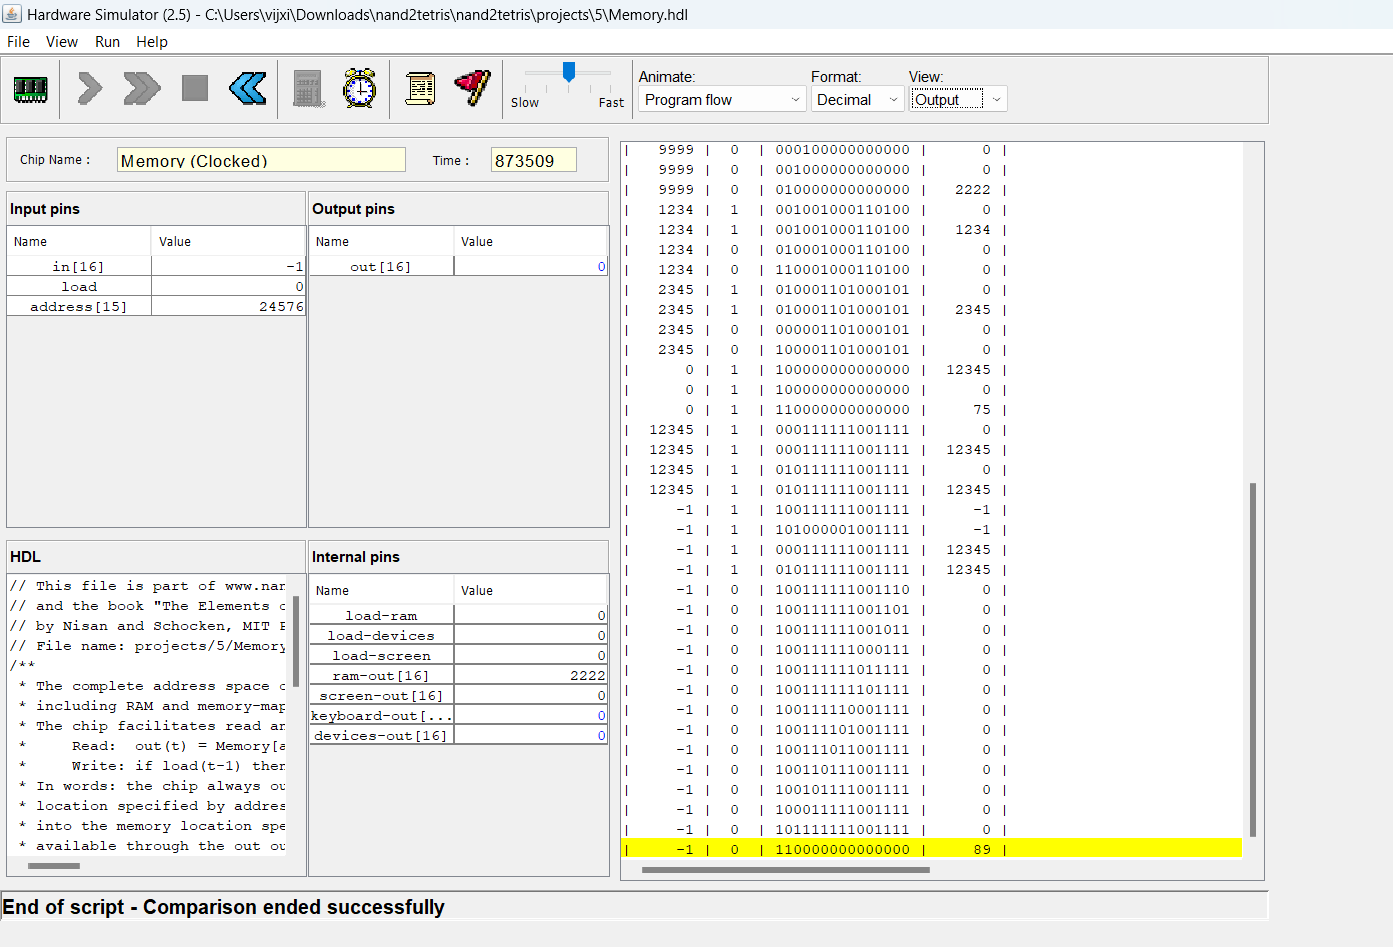 Hardware Simulator (2.5) - C:\Users\vijxi\Downloads\nand2tetris\nand2tetris\projects\5\Memory.hdl
File View Run Help
Slow Fast
Animate: Format: View:
Program flow Decimal Output
Chip Name : Memory (Clocked) Time : 873509
Input pins
Name Value
in[16] -1
load 0
address[15] 24576
Output pins
Name Value
out[16] 0
HDL
// This file is part of www.nan
// and the book "The Elements o
// by Nisan and Schocken, MIT P
// File name: projects/5/Memory
/**
* The complete address space o
* including RAM and memory-map
* The chip facilitates read an
* Read: out(t) = Memory[a
* Write: if load(t-1) then
* In words: the chip always ou
* location specified by addres
* into the memory location spe
* available through the out ou
Internal pins
Name Value
load-ram 0
load-devices 0
load-screen 0
ram-out[16] 2222
screen-out[16] 0
keyboard-out[... 0
devices-out[16] 0
| 9999 | 0 | 000100000000000 | 0 |
| 9999 | 0 | 001000000000000 | 0 |
| 9999 | 0 | 010000000000000 | 2222 |
| 1234 | 1 | 001001000110100 | 0 |
| 1234 | 1 | 001001000110100 | 1234 |
| 1234 | 0 | 010001000110100 | 0 |
| 1234 | 0 | 110001000110100 | 0 |
| 2345 | 1 | 010001101000101 | 0 |
| 2345 | 1 | 010001101000101 | 2345 |
| 2345 | 0 | 000001101000101 | 0 |
| 2345 | 0 | 100001101000101 | 0 |
| 0 | 1 | 100000000000000 | 12345 |
| 0 | 1 | 100000000000000 | 0 |
| 0 | 1 | 110000000000000 | 75 |
| 12345 | 1 | 000111111001111 | 0 |
| 12345 | 1 | 000111111001111 | 12345 |
| 12345 | 1 | 010111111001111 | 0 |
| 12345 | 1 | 010111111001111 | 12345 |
| -1 | 1 | 100111111001111 | -1 |
| -1 | 1 | 101000001001111 | -1 |
| -1 | 1 | 000111111001111 | 12345 |
| -1 | 1 | 010111111001111 | 12345 |
| -1 | 0 | 100111111001110 | 0 |
| -1 | 0 | 100111111001101 | 0 |
| -1 | 0 | 100111111001011 | 0 |
| -1 | 0 | 100111111000111 | 0 |
| -1 | 0 | 100111111011111 | 0 |
| -1 | 0 | 100111111101111 | 0 |
| -1 | 0 | 100111110001111 | 0 |
| -1 | 0 | 100111101001111 | 0 |
| -1 | 0 | 100111011001111 | 0 |
| -1 | 0 | 100110111001111 | 0 |
| -1 | 0 | 100101111001111 | 0 |
| -1 | 0 | 100011111001111 | 0 |
| -1 | 0 | 101111111001111 | 0 |
| -1 | 0 | 110000000000000 | 89 |
End of script - Comparison ended successfully